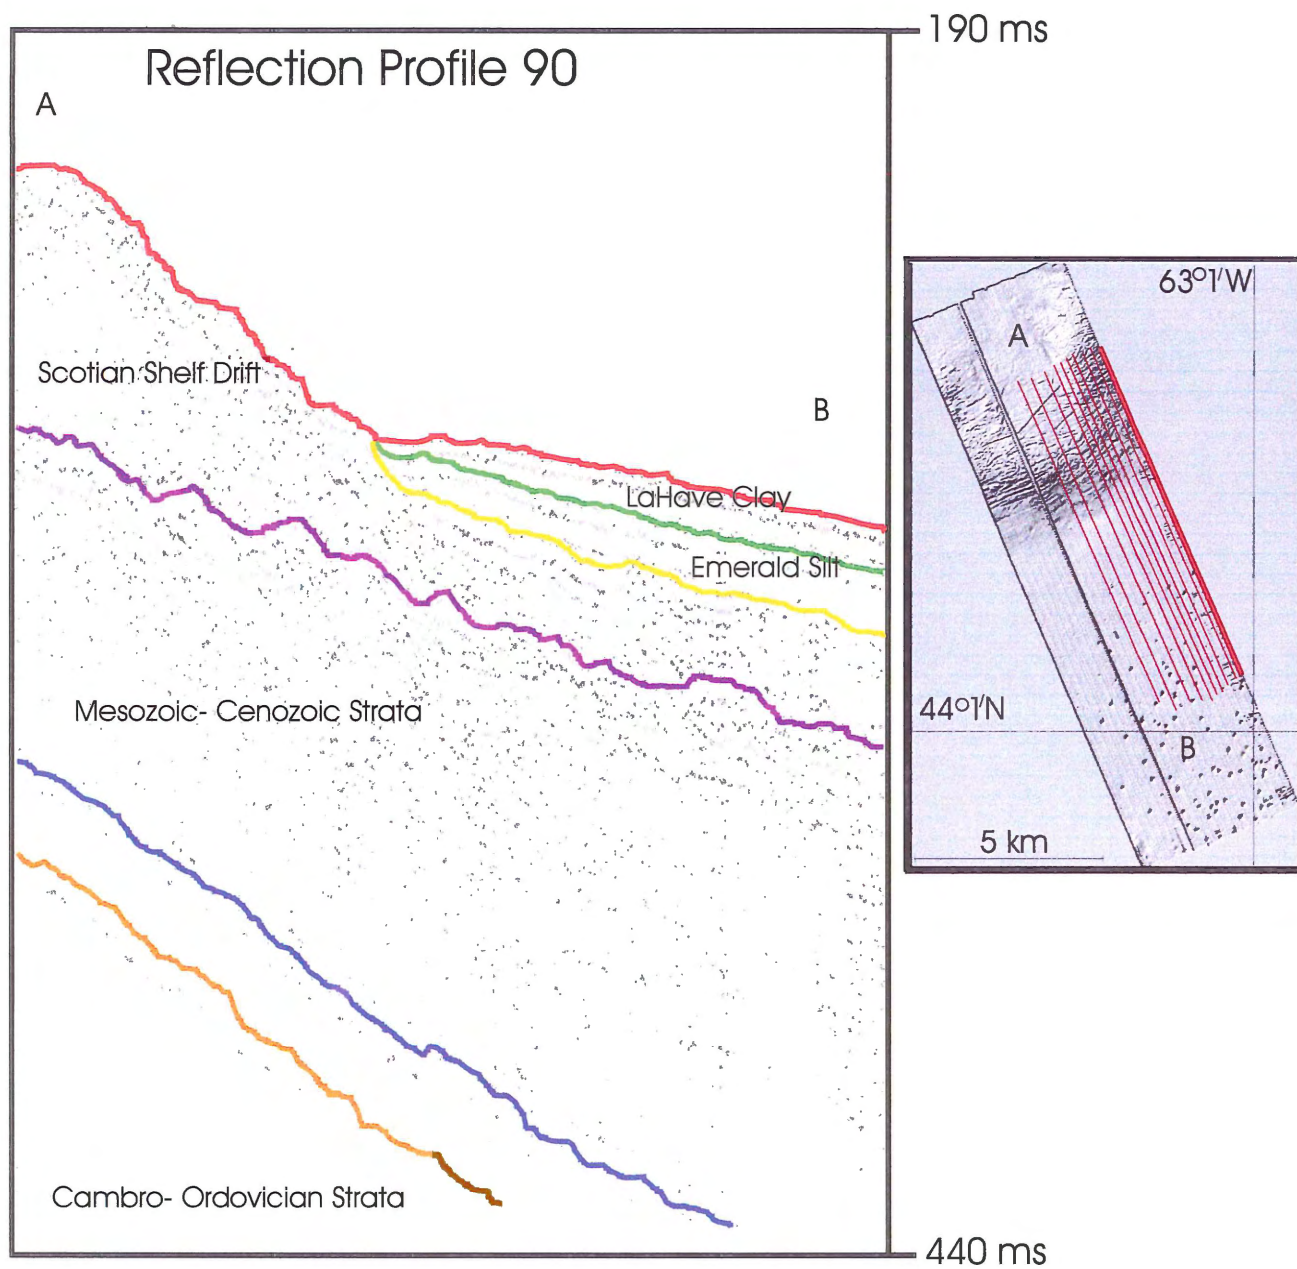 190 ms
Reflection Profile 90
A
Scotian Shelf Drift
B
LaHave Clay
Emerald Silt
Mesozoic- Cenozoic Strata
Cambro- Ordovician Strata
440 ms
63°1'W
A
44°1'N
B
5 km